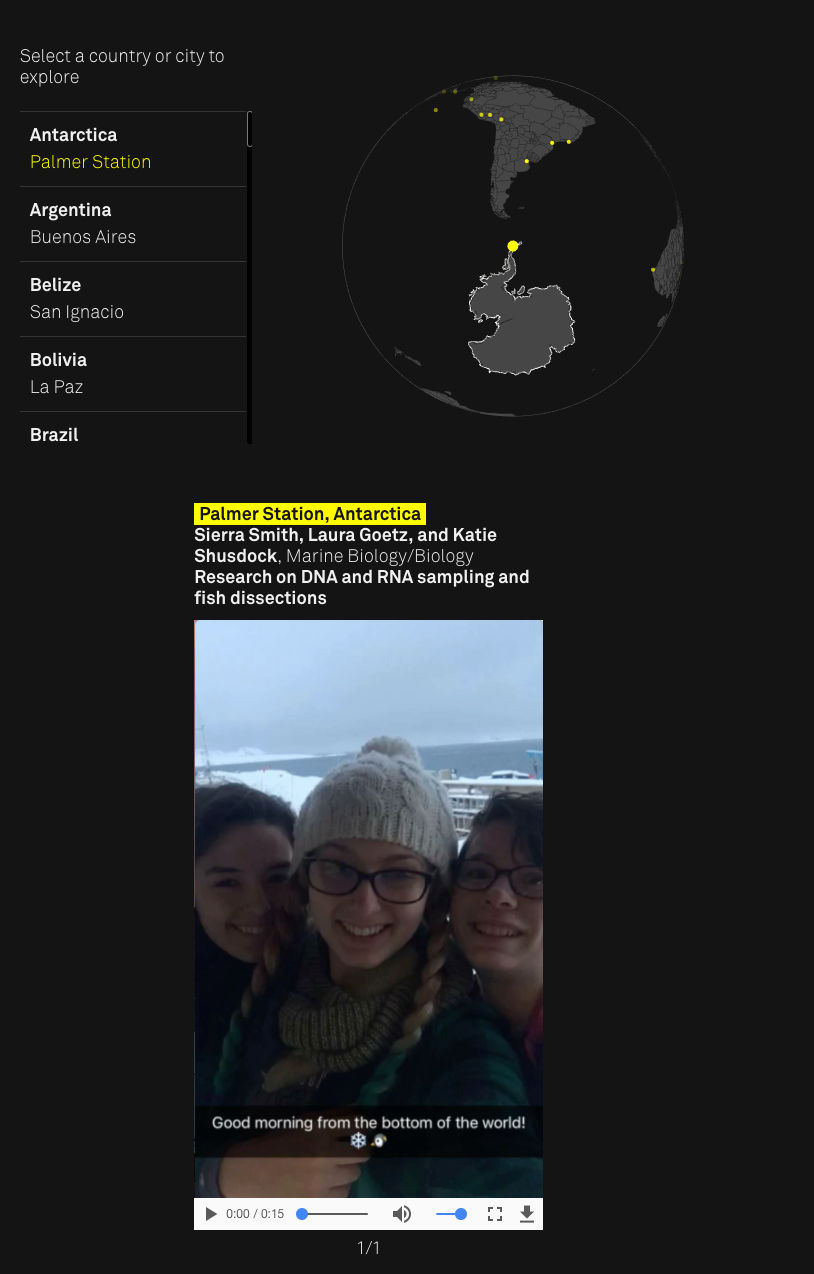 Select a country or city to
explore
Antarctica
Palmer Station
Argentina
Buenos Aires
Belize
San Ignacio
Bolivia
La Paz
Brazil
Palmer Station, Antarctica
Sierra Smith, Laura Goetz, and Katie
Shusdock, Marine Biology/Biology
Research on DNA and RNA sampling and
fish dissections
Good morning from the bottom of the world!
❄️🐧
0:00 / 0:15
1/1